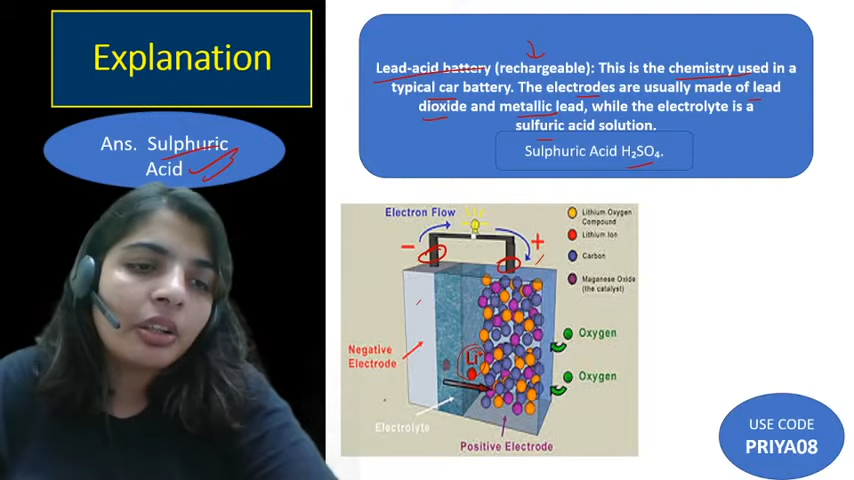 Explanation
Ans. Sulphuric
Acid
Lead-acid battery (rechargeable): This is the chemistry used in a
typical car battery. The electrodes are usually made of lead
dioxide and metallic lead, while the electrolyte is a
sulfuric acid solution.
Sulphuric Acid H₂SO₄.
Electron Flow
−
+
Lithium Oxygen
Compound
Lithium Ion
Carbon
Maganese Oxide
(the catalyst)
Oxygen
Oxygen
Negative
Electrode
Li
Electrolyte
Positive Electrode
USE CODE
PRIYA08